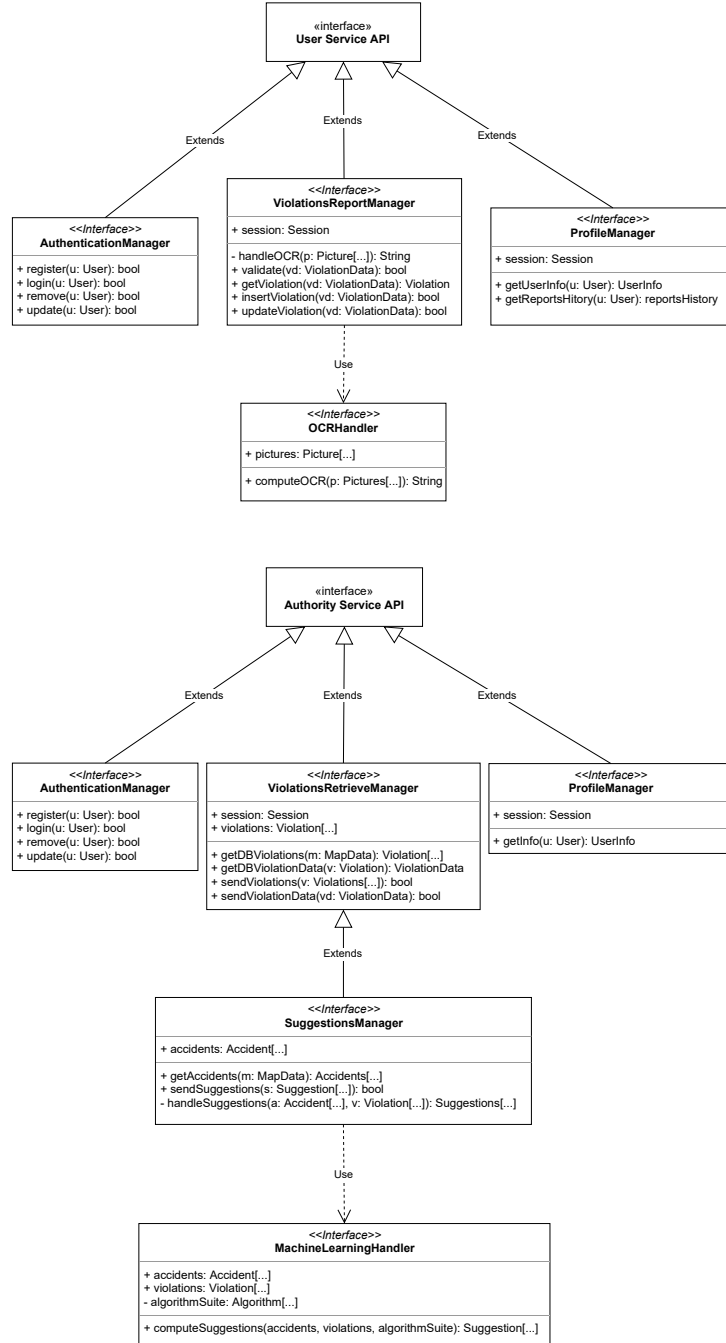 «interface»
User Service API
Extends
Extends
Extends
<<Interface>>
AuthenticationManager
+ register(u: User): bool
+ login(u: User): bool
+ remove(u: User): bool
+ update(u: User): bool
<<Interface>>
ViolationsReportManager
+ session: Session
- handleOCR(p: Picture[...]): String
+ validate(vd: ViolationData): bool
+ getViolation(vd: ViolationData): Violation
+ insertViolation(vd: ViolationData): bool
+ updateViolation(vd: ViolationData): bool
<<Interface>>
ProfileManager
+ session: Session
+ getUserInfo(u: User): UserInfo
+ getReportsHitory(u: User): reportsHistory
Use
<<Interface>>
OCRHandler
+ pictures: Picture[...]
+ computeOCR(p: Pictures[...]): String
«interface»
Authority Service API
Extends
Extends
Extends
<<Interface>>
AuthenticationManager
+ register(u: User): bool
+ login(u: User): bool
+ remove(u: User): bool
+ update(u: User): bool
<<Interface>>
ViolationsRetrieveManager
+ session: Session
+ violations: Violation[...]
+ getDBViolations(m: MapData): Violation[...]
+ getDBViolationData(v: Violation): ViolationData
+ sendViolations(v: Violations[...]): bool
+ sendViolationData(vd: ViolationData): bool
<<Interface>>
ProfileManager
+ session: Session
+ getInfo(u: User): UserInfo
Extends
<<Interface>>
SuggestionsManager
+ accidents: Accident[...]
+ getAccidents(m: MapData): Accidents[...]
+ sendSuggestions(s: Suggestion[...]): bool
- handleSuggestions(a: Accident[...], v: Violation[...]): Suggestions[...]
Use
<<Interface>>
MachineLearningHandler
+ accidents: Accident[...]
+ violations: Violation[...]
- algorithmSuite: Algorithm[...]
+ computeSuggestions(accidents, violations, algorithmSuite): Suggestion[...]